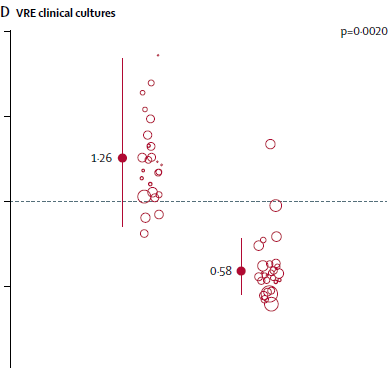 D VRE clinical cultures
p=0·0020
1·26
0·58